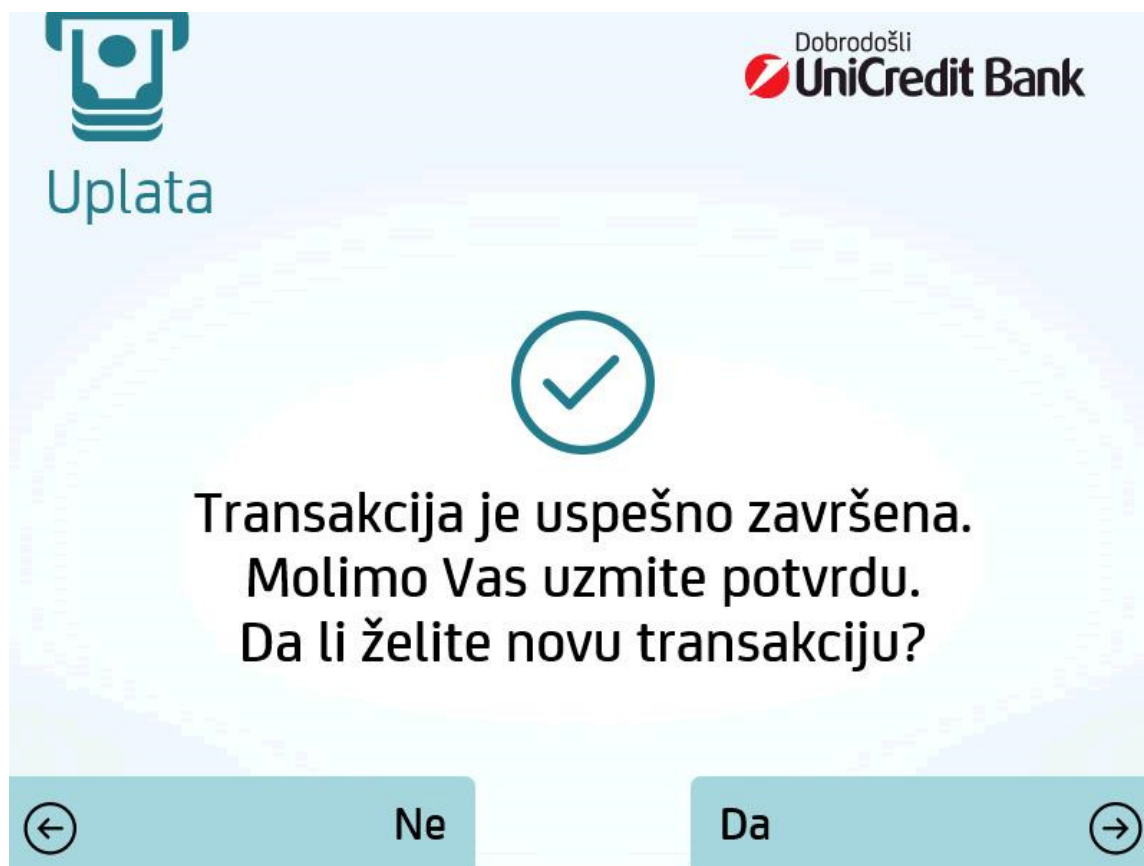 Dobrodošli
UniCredit Bank
Uplata
Transakcija je uspešno završena.
Molimo Vas uzmite potvrdu.
Da li želite novu transakciju?
Ne
Da